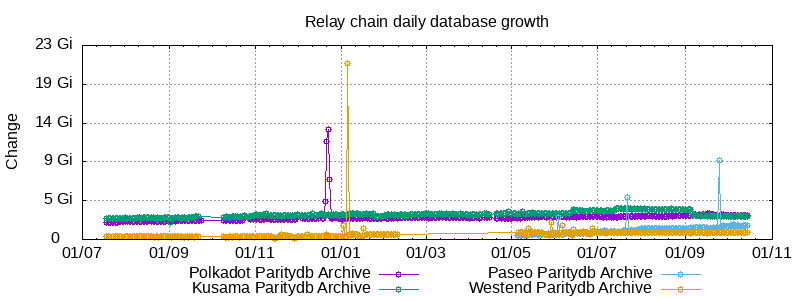 Relay chain daily database growth
23 Gi
19 Gi
14 Gi
9 Gi
5 Gi
0
Change
01/07 01/09 01/11 01/01 01/03 01/05 01/07 01/09 01/11
Polkadot Paritydb Archive Paseo Paritydb Archive
Kusama Paritydb Archive Westend Paritydb Archive